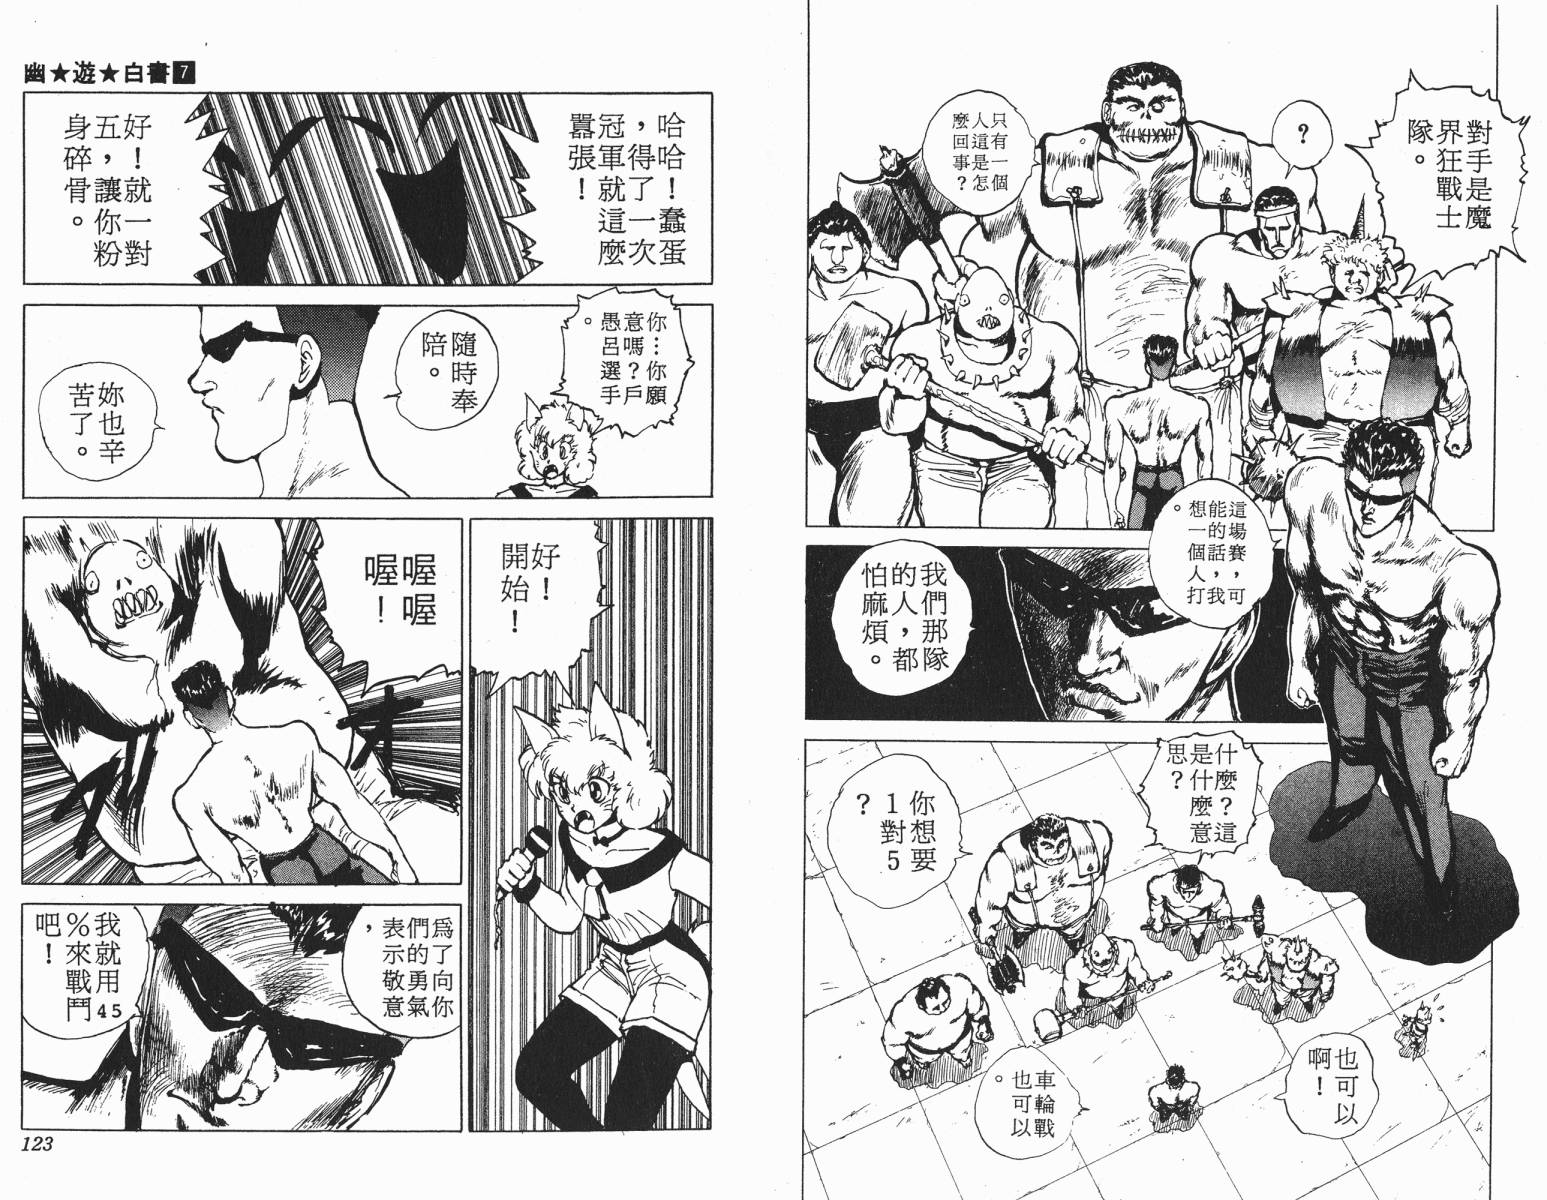 對手是魔
界狂戰士
隊。
?
只有一個
人這是怎
麼回事?
這場賽,可
能的話,我
想一個人打
。
我們那隊
的人,都
怕麻煩。
什麼?這
是什麼意
思?
你想要
1對5
?
也可以
啊!
車輪戰
也可以
。
幽★遊★白書7
哈哈!蠢蛋
,得了一次
冠軍就這麼
囂張!
好!就一對
五,讓你粉
身碎骨。
你…你願
意嗎?戶
愚呂選手
。
隨時奉
陪。
妳也辛
苦了。
好!
開始!
喔喔
喔!
為了向你
們的勇氣
表示敬意
,
我就用45
%來戰鬥
吧!
123